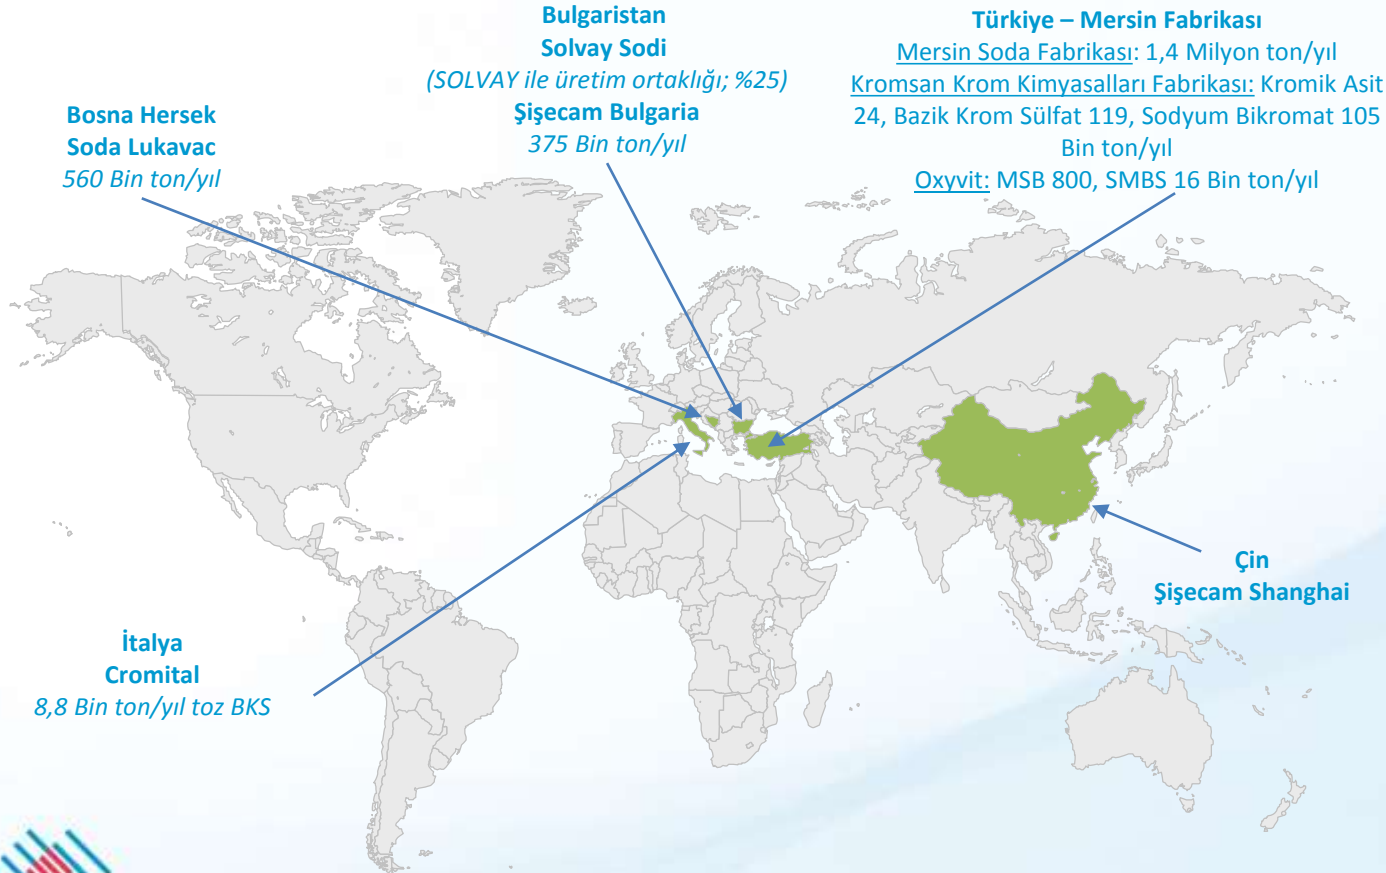 Bulgaristan
Solvay Sodi
(SOLVAY ile üretim ortaklığı; %25)
Şişecam Bulgaria
375 Bin ton/yıl
Türkiye – Mersin Fabrikası
Mersin Soda Fabrikası: 1,4 Milyon ton/yıl
Kromsan Krom Kimyasalları Fabrikası: Kromik Asit
24, Bazik Krom Sülfat 119, Sodyum Bikromat 105
Bin ton/yıl
Oxyvit: MSB 800, SMBS 16 Bin ton/yıl
Bosna Hersek
Soda Lukavac
560 Bin ton/yıl
Çin
Şişecam Shanghai
İtalya
Cromital
8,8 Bin ton/yıl toz BKS